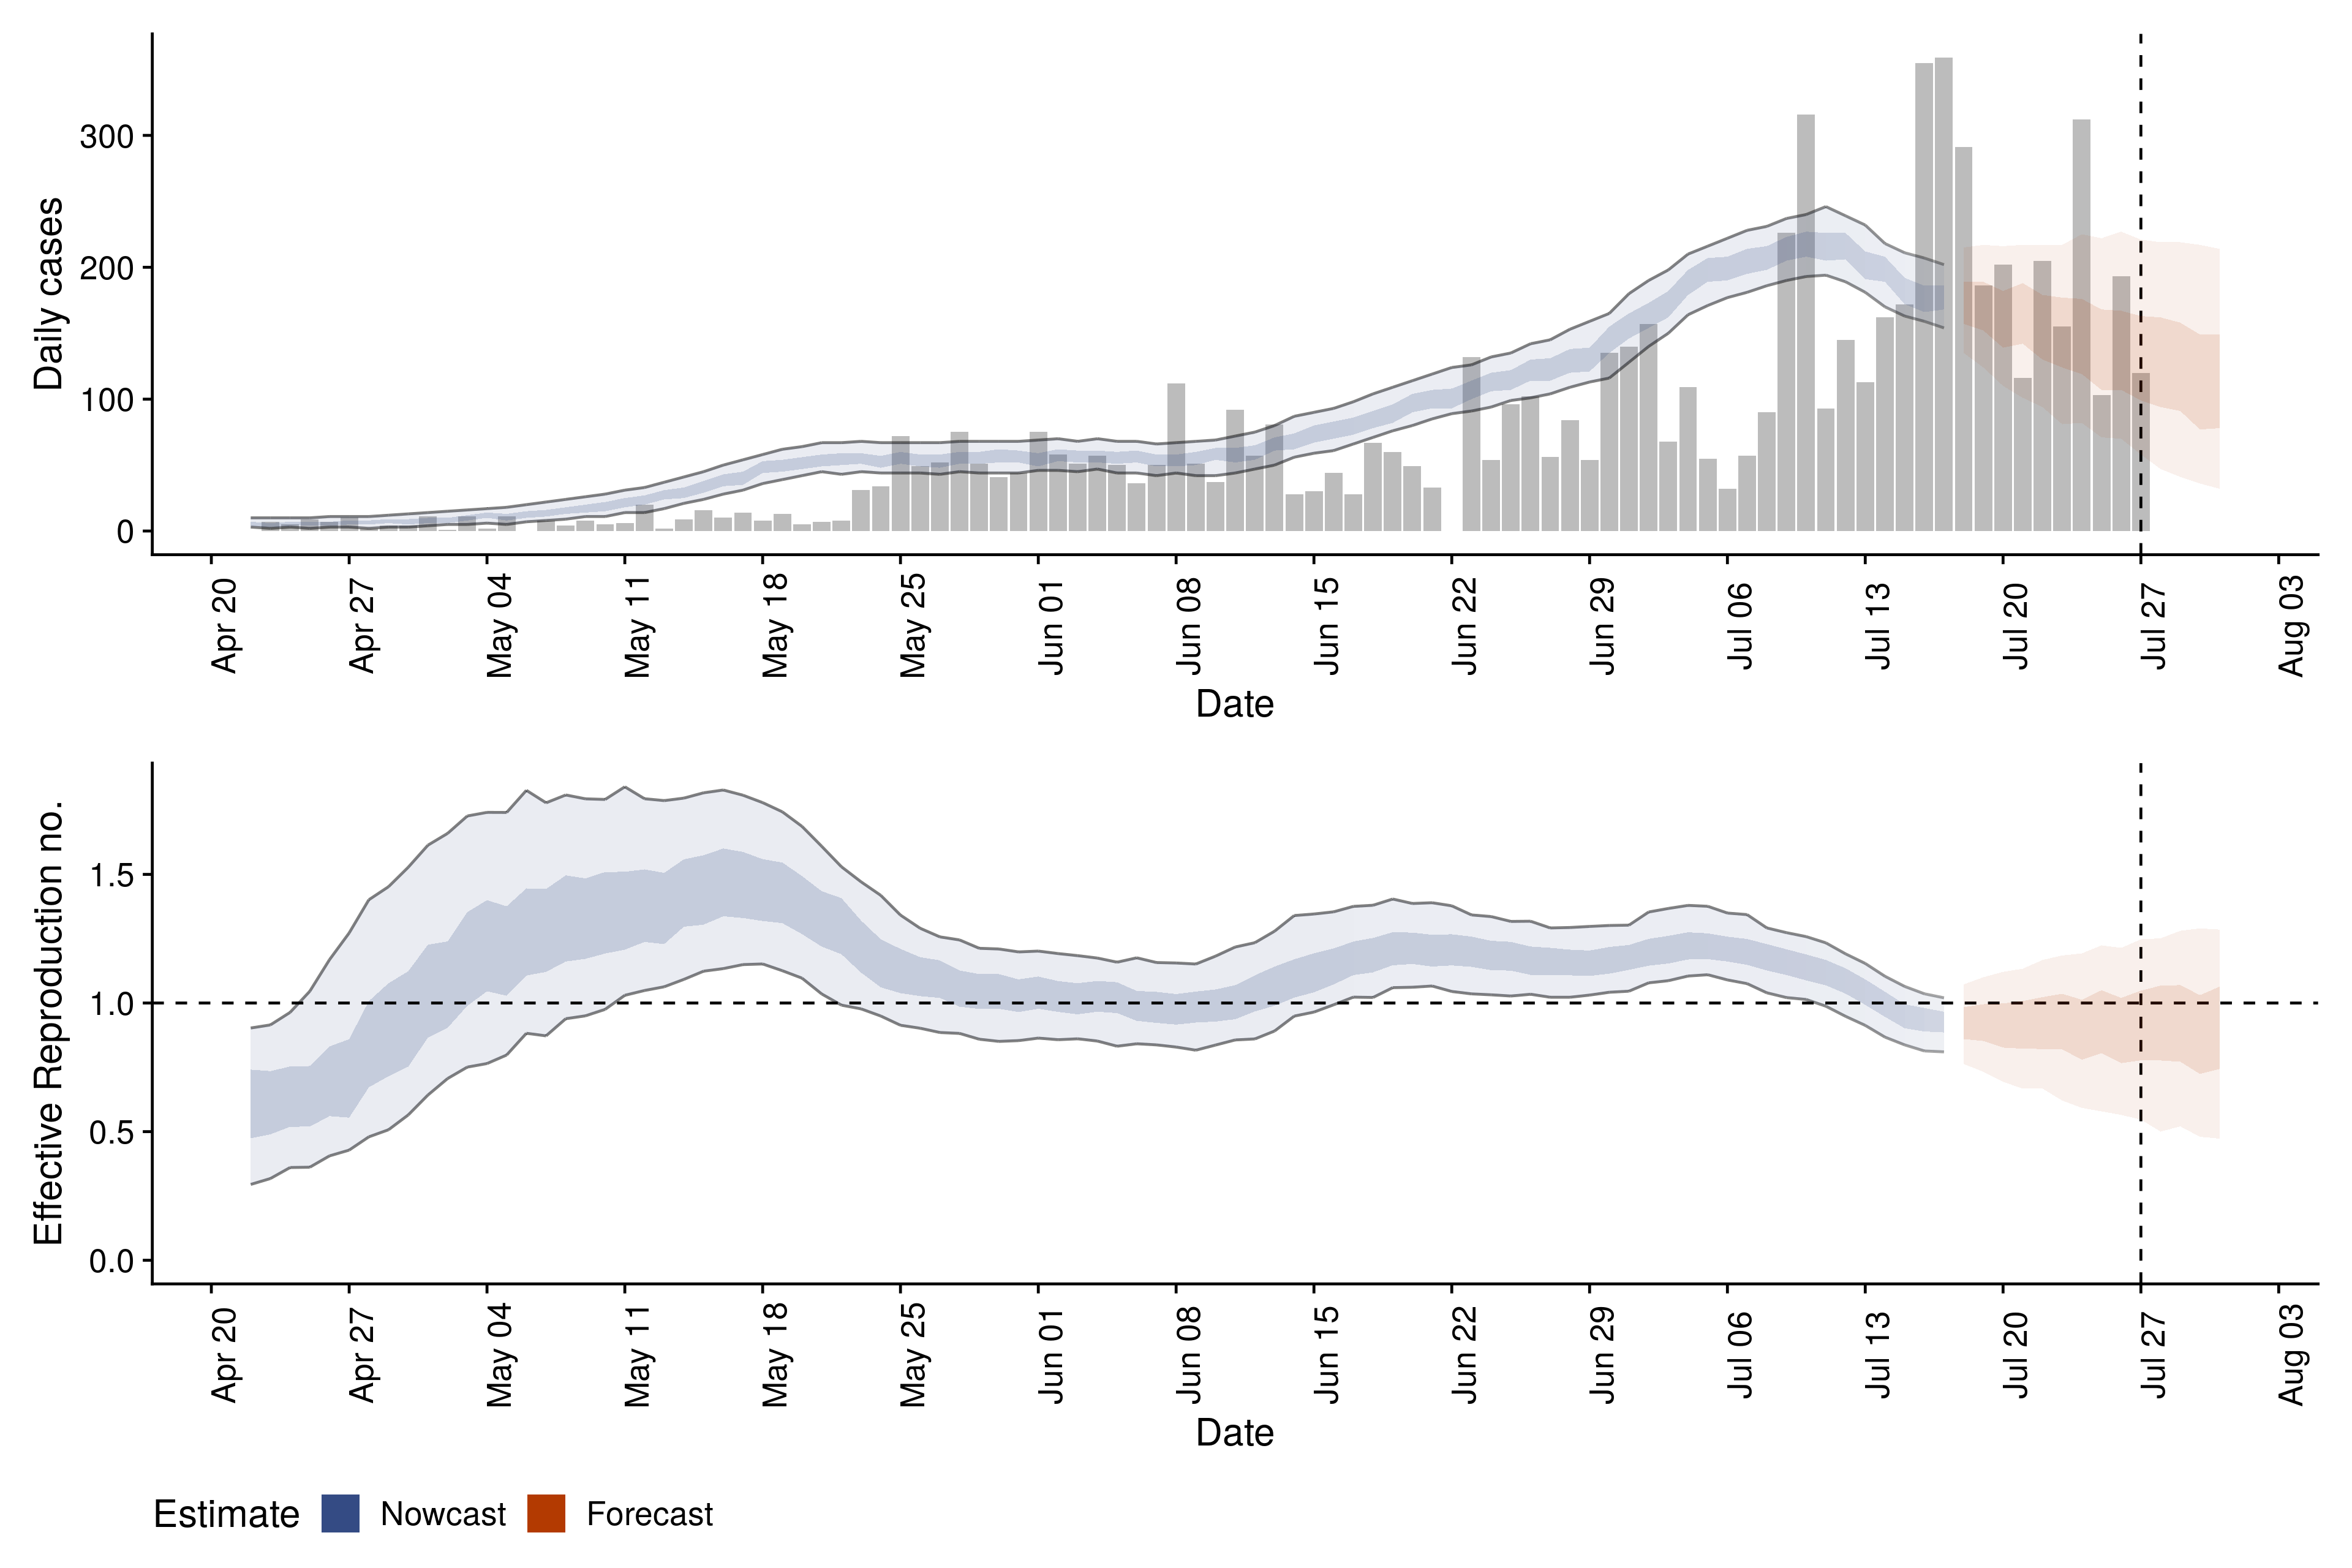 Daily cases
300
200
100
0
Apr 20
Apr 27
May 04
May 11
May 18
May 25
Jun 01
Jun 08
Jun 15
Jun 22
Jun 29
Jul 06
Jul 13
Jul 20
Jul 27
Aug 03
Date
Effective Reproduction no.
1.5
1.0
0.5
0.0
Apr 20
Apr 27
May 04
May 11
May 18
May 25
Jun 01
Jun 08
Jun 15
Jun 22
Jun 29
Jul 06
Jul 13
Jul 20
Jul 27
Aug 03
Date
Estimate Nowcast Forecast